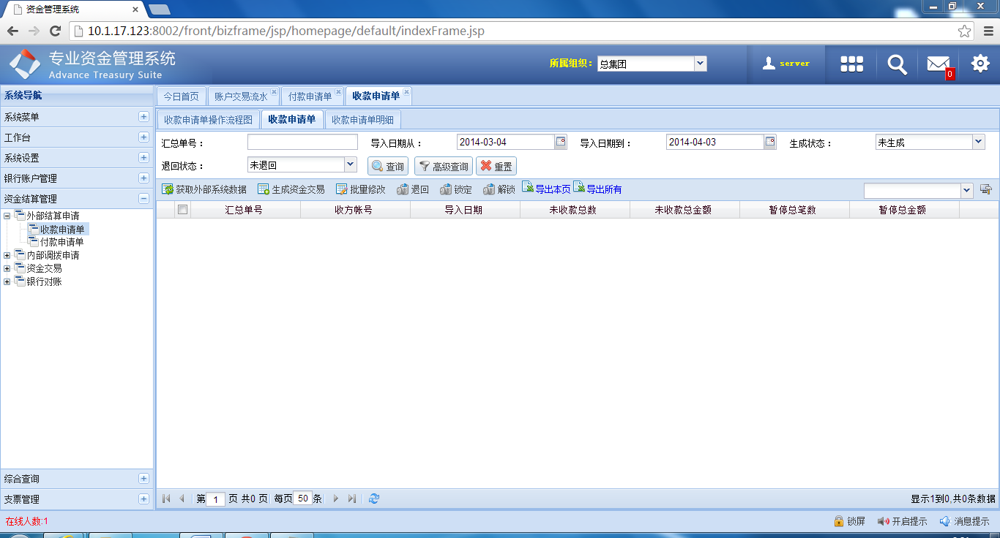 资金管理系统
10.1.17.123:8002/front/bizframe/jsp/homepage/default/indexFrame.jsp
专业资金管理系统
Advance Treasury Suite
所属组织： 总集团
server
0
系统导航
今日首页 账户交易流水 付款申请单 收款申请单
系统菜单
工作台
系统设置
银行账户管理
资金结算管理
外部结算申请
收款申请单
付款申请单
内部调拨申请
资金交易
银行对账
综合查询
支票管理
收款申请单操作流程图 收款申请单 收款申请单明细
汇总单号： 导入日期从： 2014-03-04 导入日期到： 2014-04-03 生成状态： 未生成
退回状态： 未退回 查询 高级查询 重置
获取外部系统数据 生成资金交易 批量修改 退回 锁定 解锁 导出本页 导出所有
汇总单号 收方帐号 导入日期 未收款总数 未收款总金额 暂停总笔数 暂停总金额
第 1 页 共0 页 每页 50 条 显示1到0,共0条数据
在线人数:1 锁屏 开启提示 消息提示